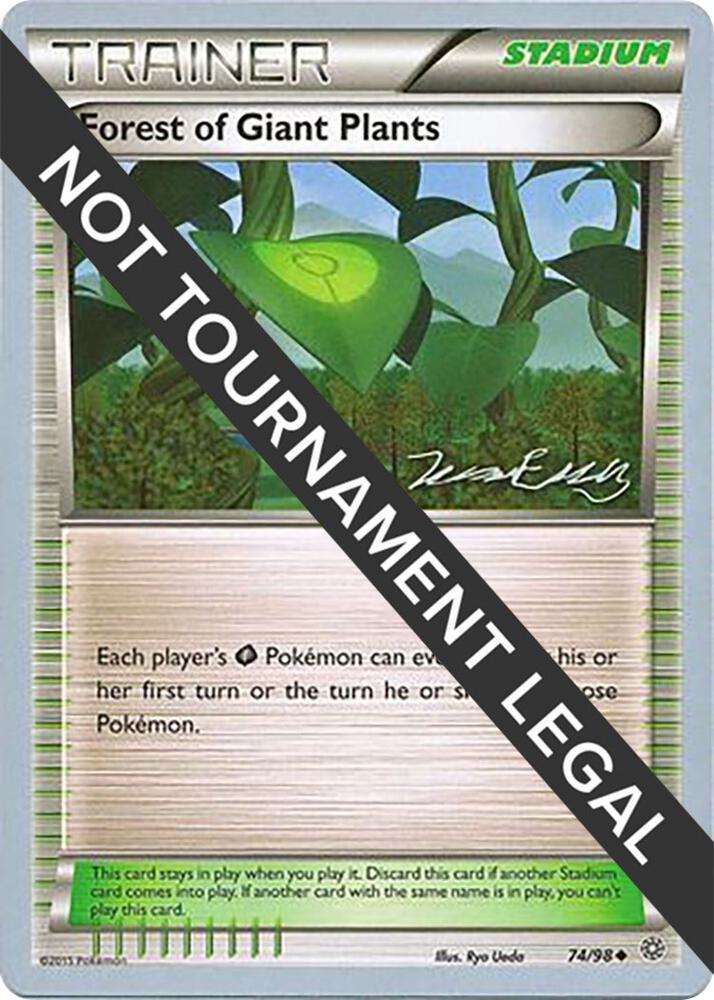 TRAINER
STADIUM
Forest of Giant Plants
NOT TOURNAMENT LEGAL
Each player's Pokémon can his or
her first turn or the turn he or
Pokémon.
This card stays in play when you play it. Discard this card if another Stadium
card comes into play. If another card with the same name is in play, you can't
play this card.
©2015 Pokémon
Illus. Ryo Ueda
74/98